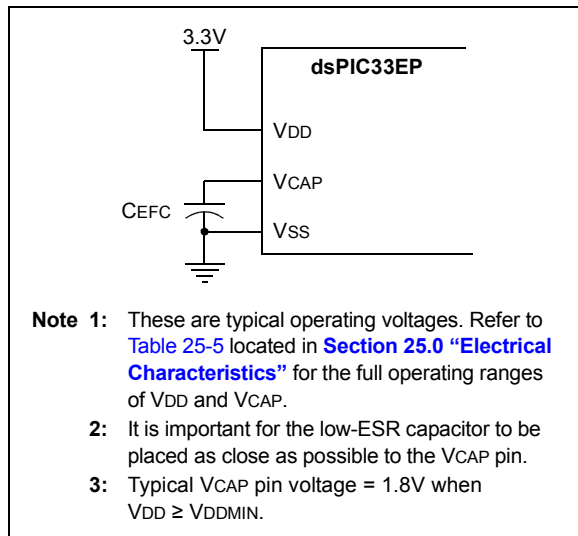 3.3V
dsPIC33EP
VDD
VCAP
CEFC
VSS
Note 1: These are typical operating voltages. Refer to
Table 25-5 located in Section 25.0 “Electrical
Characteristics” for the full operating ranges
of VDD and VCAP.
2: It is important for the low-ESR capacitor to be
placed as close as possible to the VCAP pin.
3: Typical VCAP pin voltage = 1.8V when
VDD ≥ VDDMIN.